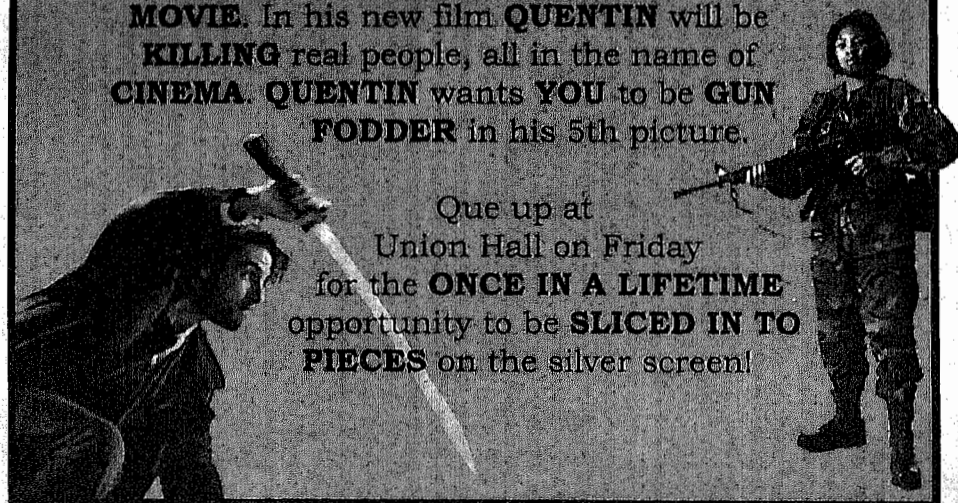 MOVIE. In his new film QUENTIN will be
KILLING real people, all in the name of
CINEMA. QUENTIN wants YOU to be GUN
FODDER in his 5th picture.
Que up at
Union Hall on Friday
for the ONCE IN A LIFETIME
opportunity to be SLICED IN TO
PIECES on the silver screen!